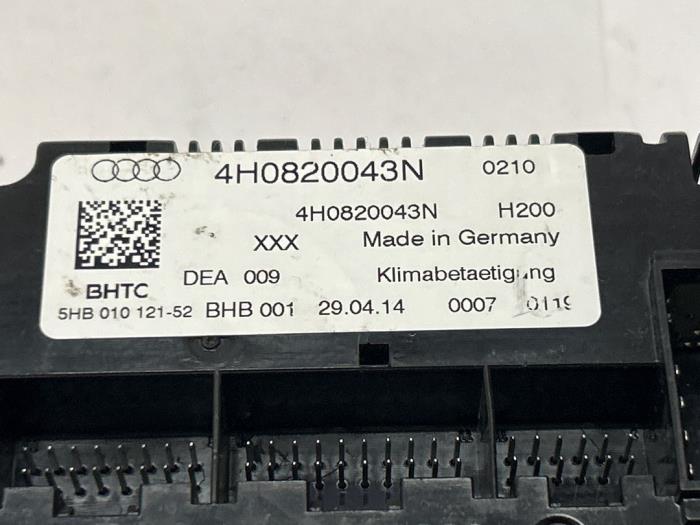 4H0820043N 0210
4H0820043N H200
XXX Made in Germany
DEA 009 Klimabetaetigung
BHTC
5HB 010 121-52 BHB 001 29.04.14 0007